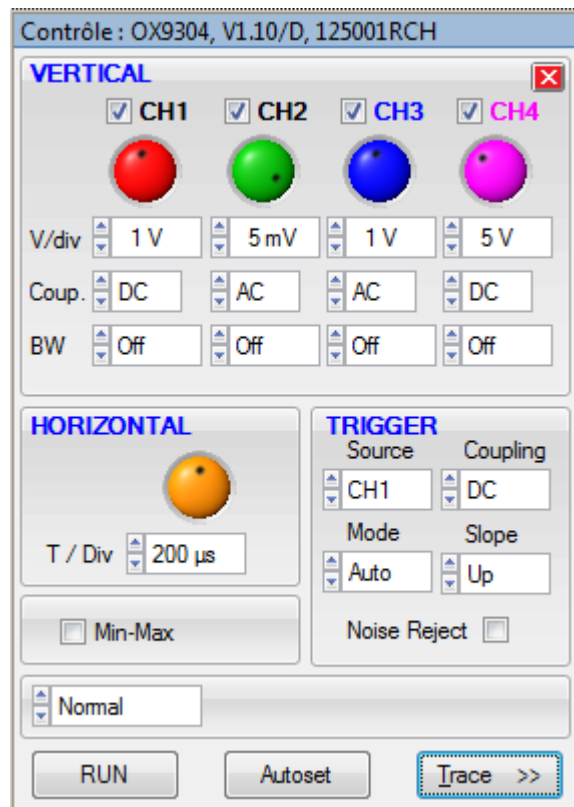 Contrôle : OX9304, V1.10/D, 125001RCH
VERTICAL
CH1 CH2 CH3 CH4
V/div 1 V 5 mV 1 V 5 V
Coup. DC AC AC DC
BW Off Off Off Off
HORIZONTAL
T / Div 200 µs
Min-Max
TRIGGER
Source Coupling
CH1 DC
Mode Slope
Auto Up
Noise Reject
Normal
RUN Autoset Trace >>